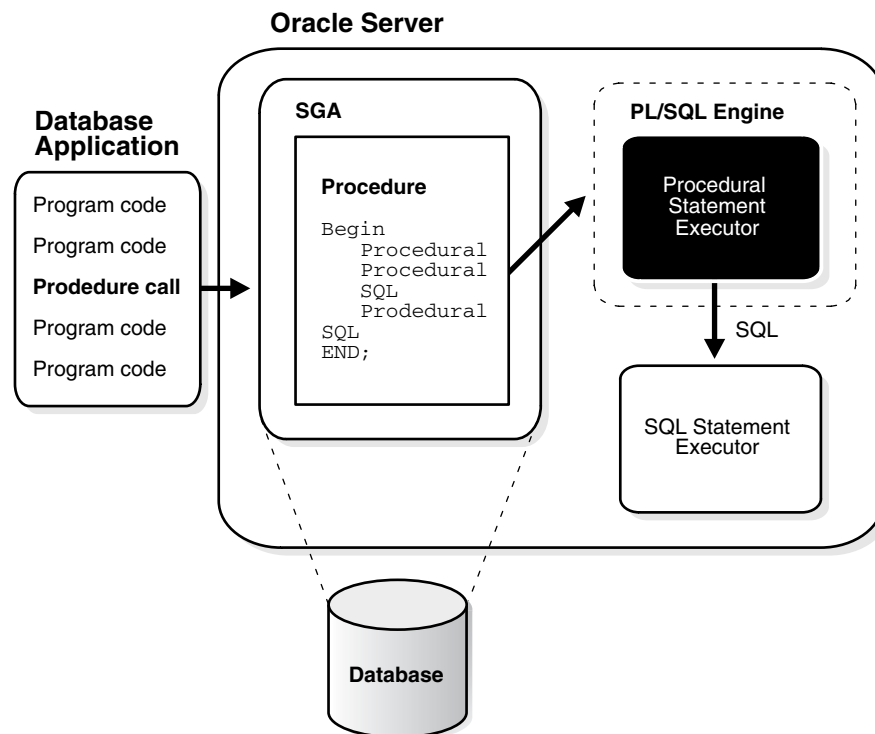 Oracle Server
Database
Application
Program code
Program code
Prodedure call
Program code
Program code
SGA
Procedure
Begin
Procedural
Procedural
SQL
Prodedural
SQL
END;
PL/SQL Engine
Procedural
Statement
Executor
SQL
SQL Statement
Executor
Database